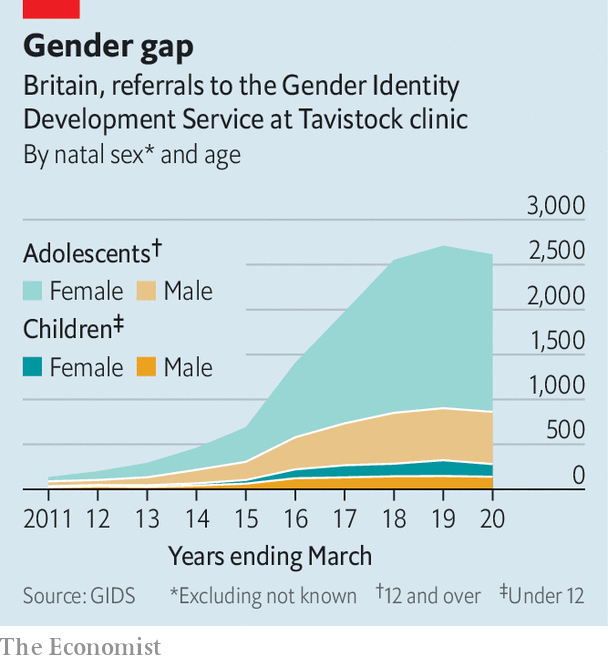 Gender gap
Britain, referrals to the Gender Identity
Development Service at Tavistock clinic
By natal sex* and age
3,000
Adolescents†
2,500
Female Male
2,000
Children‡
1,500
Female Male
1,000
500
0
2011 12 13 14 15 16 17 18 19 20
Years ending March
Source: GIDS *Excluding not known †12 and over ‡Under 12
The Economist